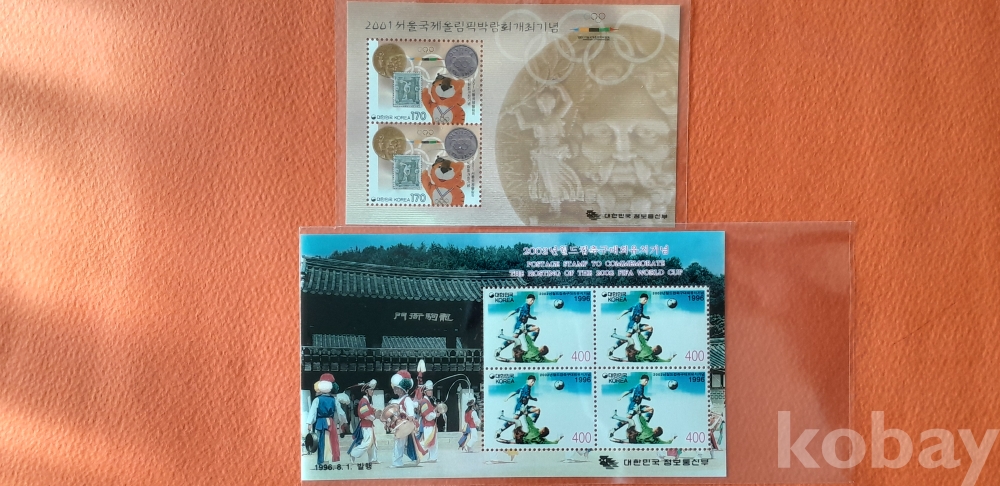 2001서울국제올림픽박람회개최기념
대한민국 KOREA 170
대한민국 KOREA 170
대한민국 정보통신부
2002년월드컵축구대회유치기념
POSTAGE STAMP TO COMMEMORATE
THE HOSTING OF THE 2002 FIFA WORLD CUP
대한민국
KOREA
1996
400
대한민국
KOREA
1996
400
대한민국
KOREA
1996
400
대한민국
KOREA
1996
400
1996. 8. 1. 발행
대한민국 정보통신부
kobay